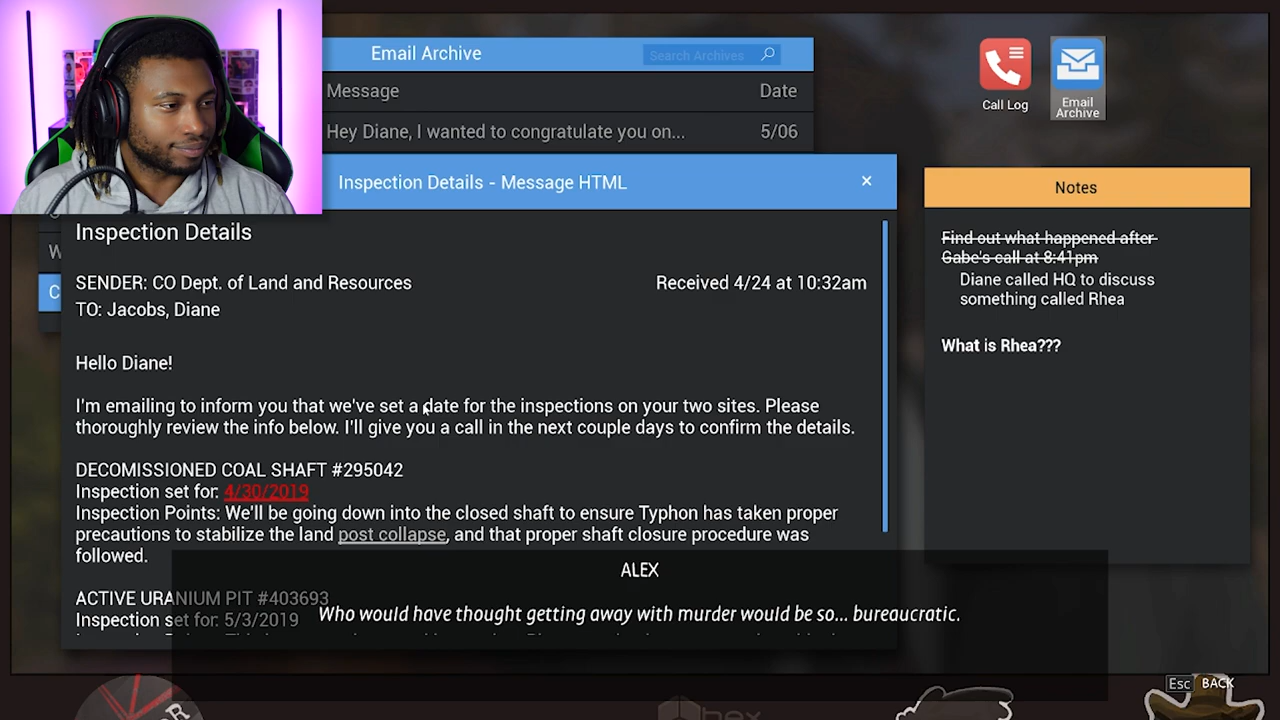 Email Archive
Search Archives
Message Date
Hey Diane, I wanted to congratulate you on... 5/06
Call Log
Email
Archive
Inspection Details - Message HTML
Notes
Find out what happened after
Gabe's call at 8:41pm
Diane called HQ to discuss
something called Rhea
What is Rhea???
W
C
Inspection Details
SENDER: CO Dept. of Land and Resources Received 4/24 at 10:32am
TO: Jacobs, Diane
Hello Diane!
I'm emailing to inform you that we've set a date for the inspections on your two sites. Please
thoroughly review the info below. I'll give you a call in the next couple days to confirm the details.
DECOMISSIONED COAL SHAFT #295042
Inspection set for: 4/30/2019
Inspection Points: We'll be going down into the closed shaft to ensure Typhon has taken proper
precautions to stabilize the land post collapse, and that proper shaft closure procedure was
followed.
ACTIVE URANIUM PIT #403693
Inspection set for: 5/3/2019
ALEX
Who would have thought getting away with murder would be so... bureaucratic.
Esc BACK